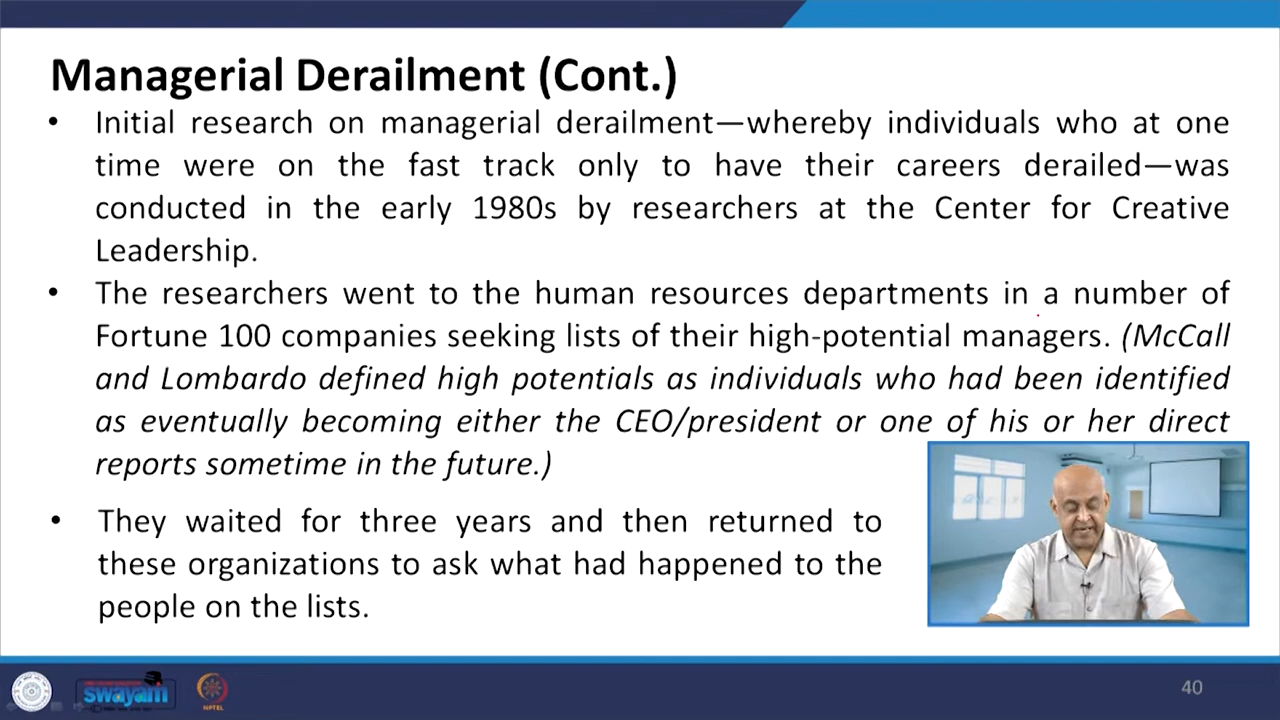 Managerial Derailment (Cont.)
• Initial research on managerial derailment—whereby individuals who at one
time were on the fast track only to have their careers derailed—was
conducted in the early 1980s by researchers at the Center for Creative
Leadership.
• The researchers went to the human resources departments in a number of
Fortune 100 companies seeking lists of their high-potential managers. (McCall
and Lombardo defined high potentials as individuals who had been identified
as eventually becoming either the CEO/president or one of his or her direct
reports sometime in the future.)
• They waited for three years and then returned to
these organizations to ask what had happened to the
people on the lists.
swayam
NPTEL
40